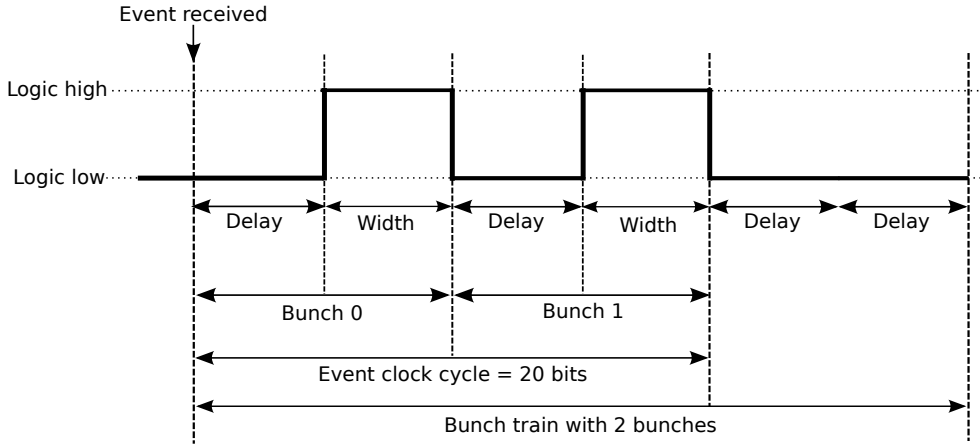 Event received
Logic high
Logic low
Delay
Width
Delay
Width
Delay
Delay
Bunch 0
Bunch 1
Event clock cycle = 20 bits
Bunch train with 2 bunches